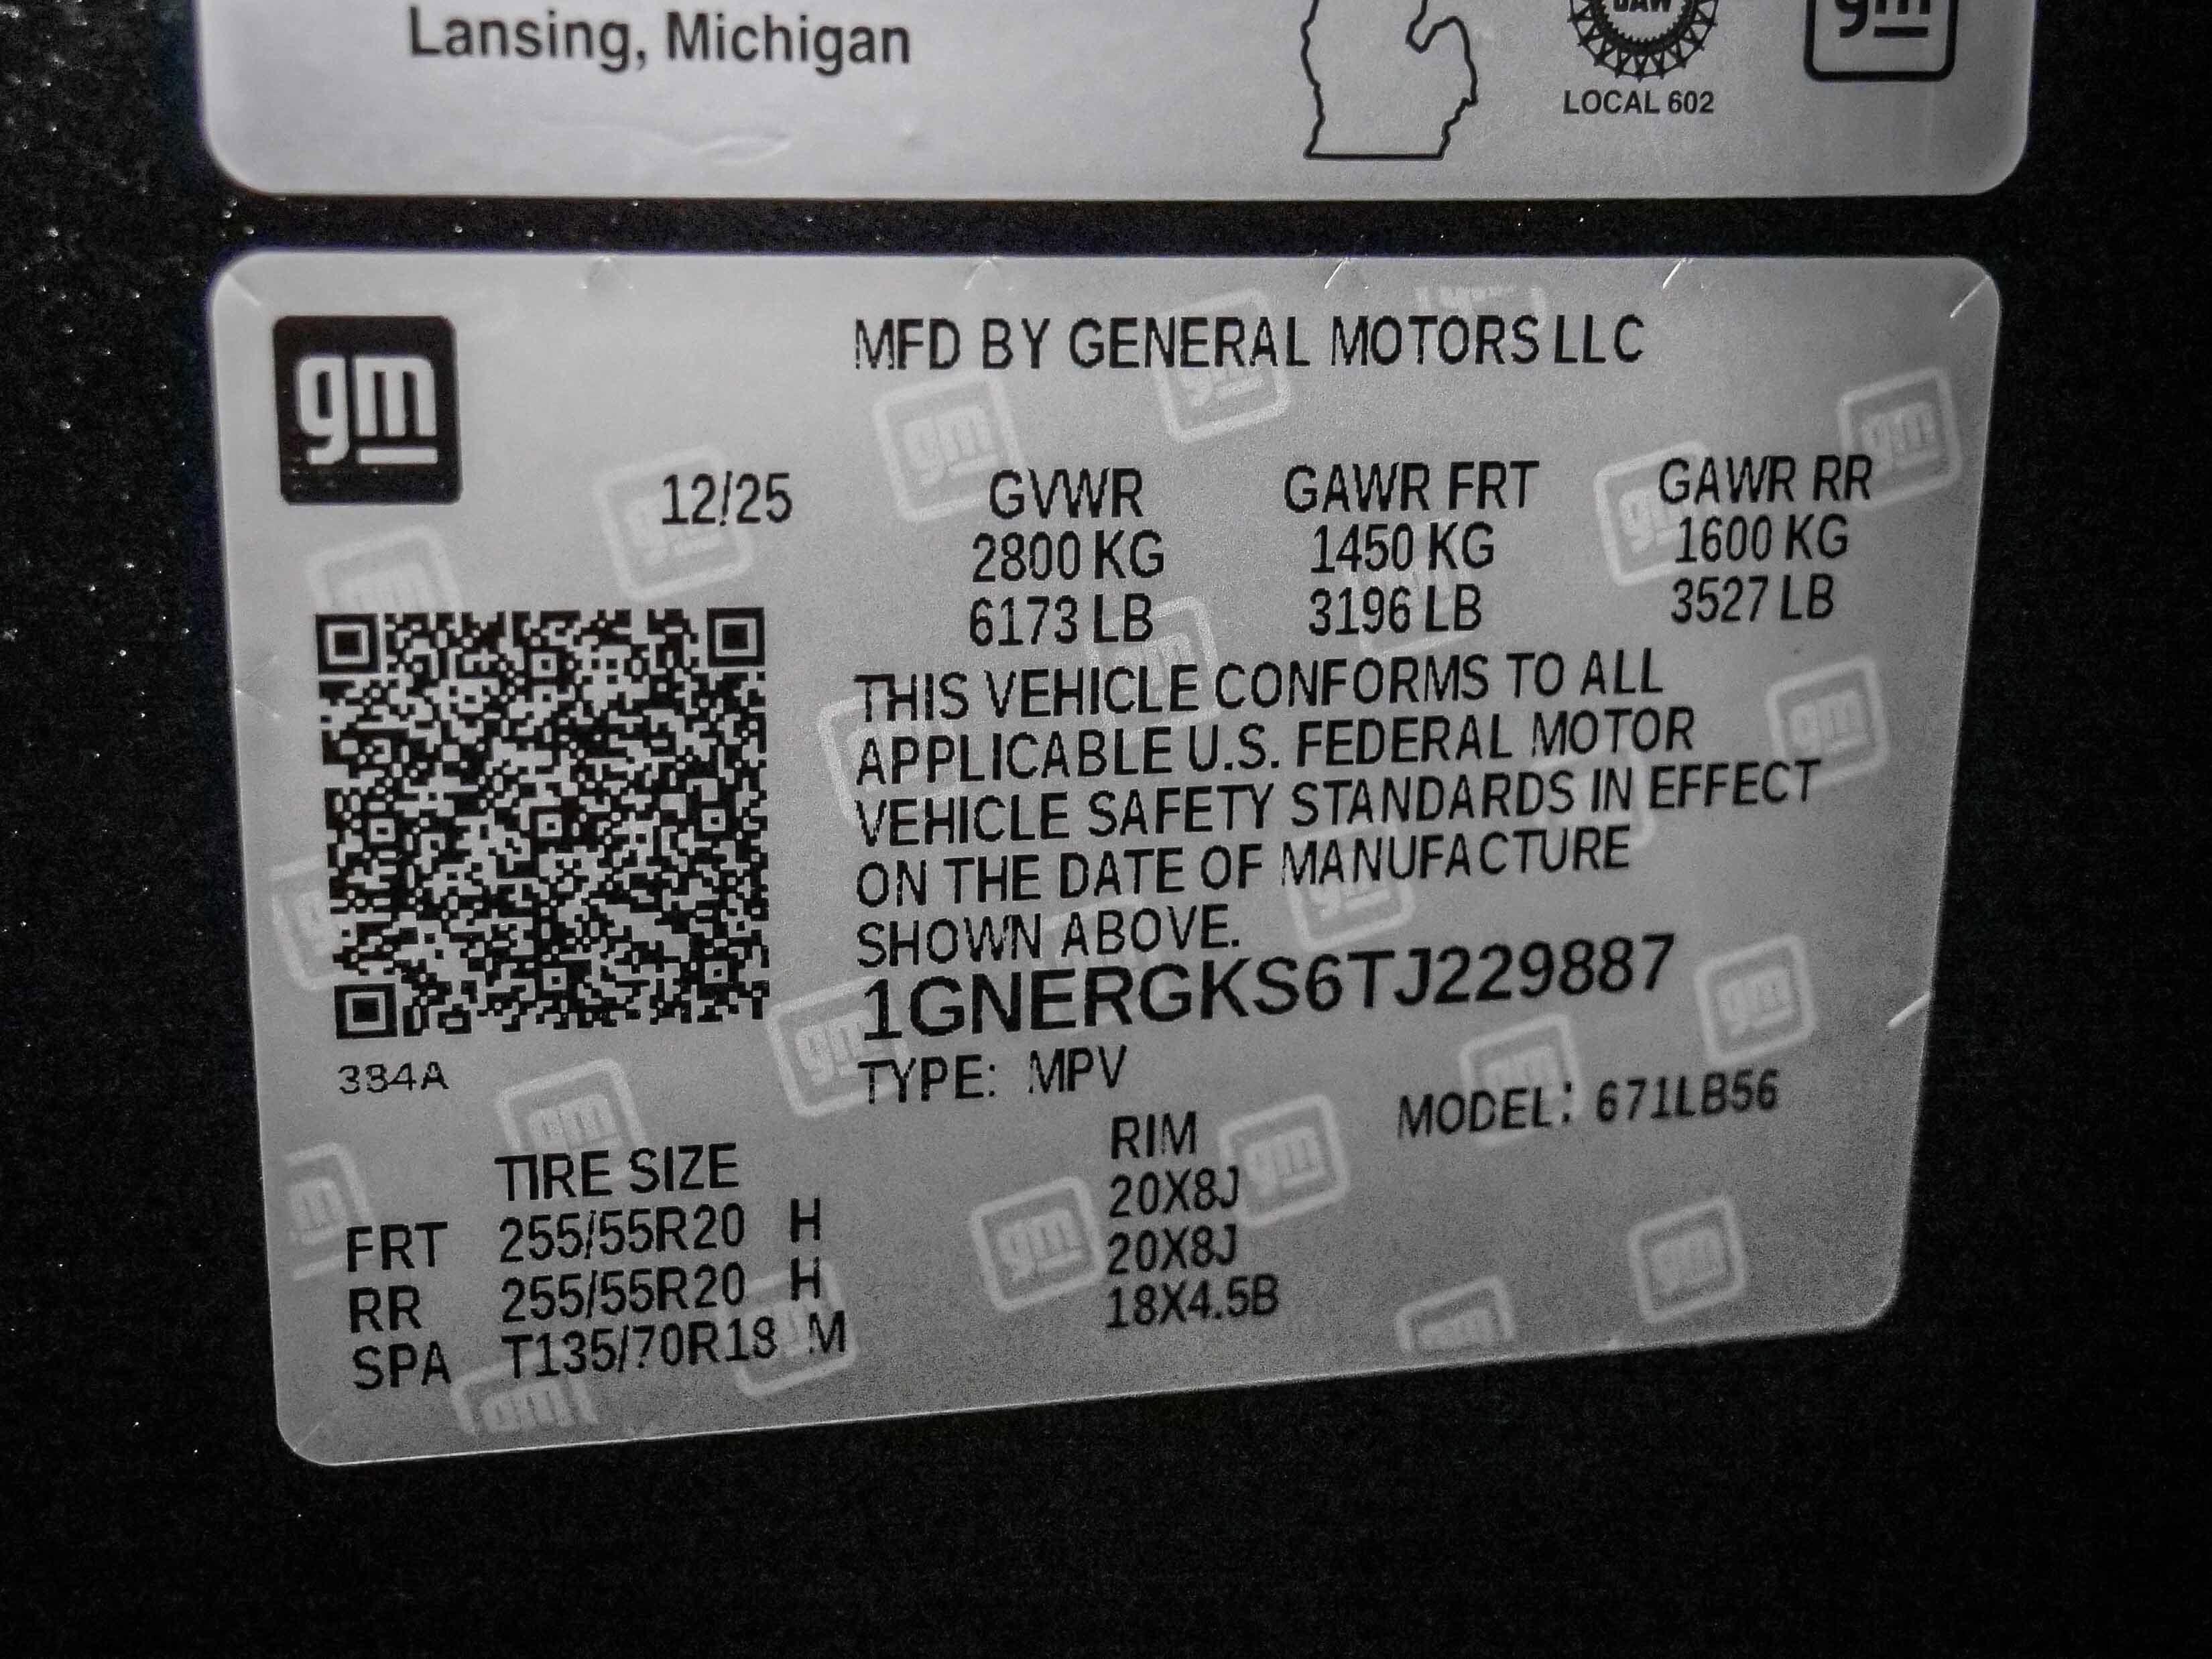 Lansing, Michigan
UAW
LOCAL 602
gm
gm
MFD BY GENERAL MOTORS LLC
12/25
GVWR GAWR FRT GAWR RR
2800 KG 1450 KG 1600 KG
6173 LB 3196 LB 3527 LB
THIS VEHICLE CONFORMS TO ALL
APPLICABLE U.S. FEDERAL MOTOR
VEHICLE SAFETY STANDARDS IN EFFECT
ON THE DATE OF MANUFACTURE
SHOWN ABOVE.
1GNERGKS6TJ229887
384A
TYPE: MPV MODEL: 671LB56
TIRE SIZE RIM
FRT 255/55R20 H 20X8J
RR 255/55R20 H 20X8J
SPA T135/70R18 M 18X4.5B